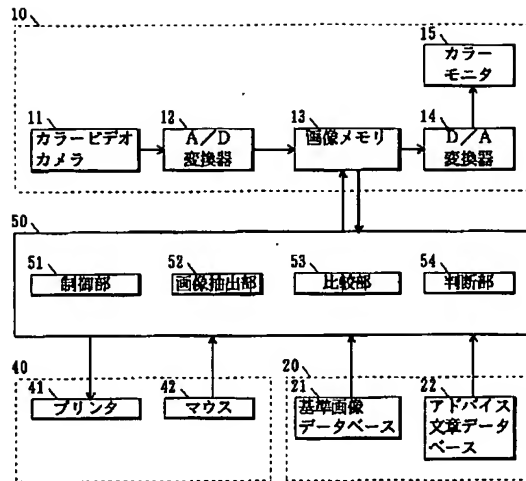 10
15
カラー
モニタ
11
12
13
14
カラービデオ
カメラ
A/D
変換器
画像メモリ
D/A
変換器
50
51
52
53
54
制御部
画像抽出部
比較部
判断部
40
20
41
42
21
22
プリンタ
マウス
基準画像
データベース
アドバイス
文章データ
ベース